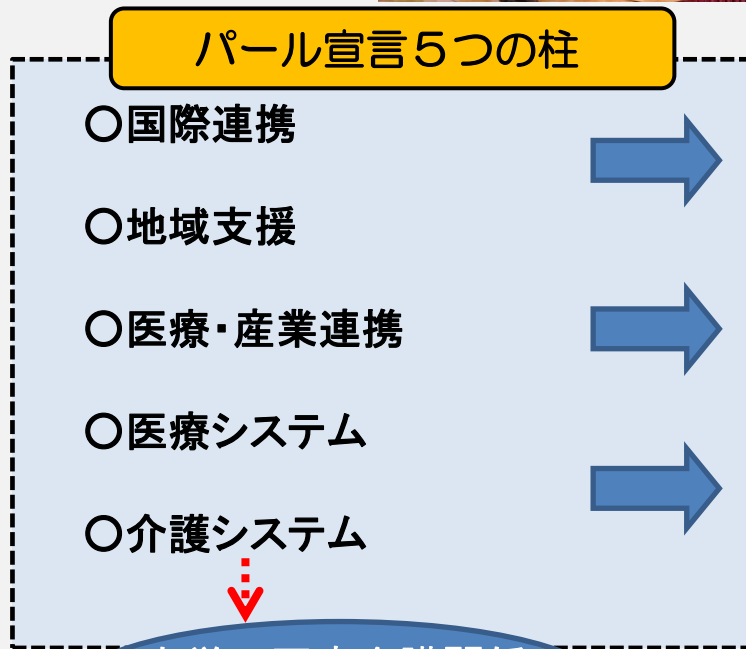 パール宣言５つの柱
○国際連携
○地域支援
○医療・産業連携
○医療システム
○介護システム